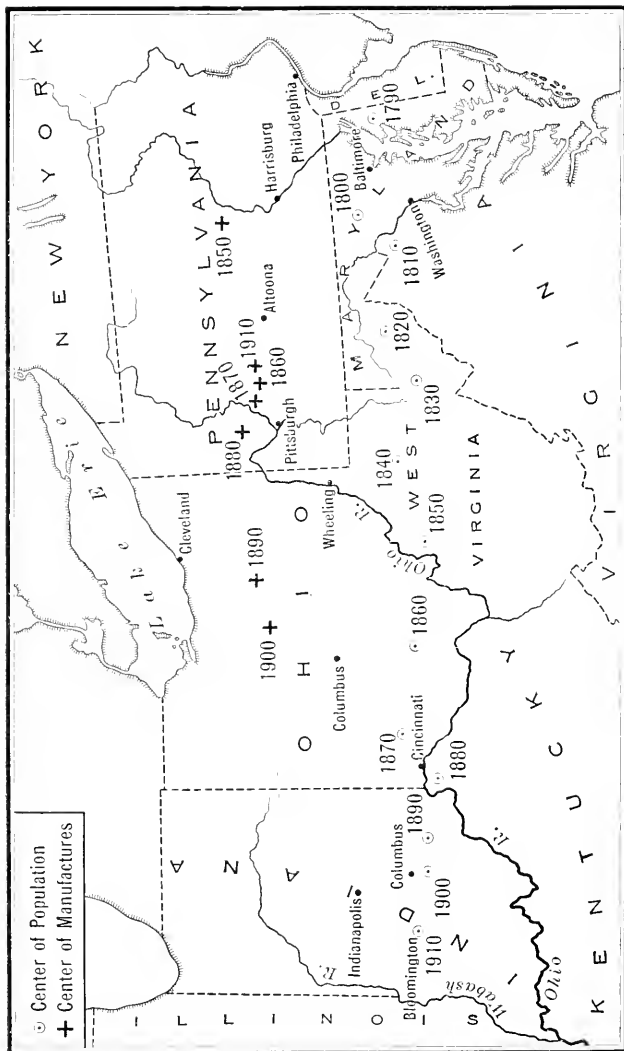 Center of Population
Center of Manufactures
NEW YORK
Lake Erie
PENNSYLVANIA
ILLINOIS
INDIANA
OHIO
MARYLAND
DEL.
WEST
VIRGINIA
VIRGINIA
KENTUCKY
Cleveland
Pittsburgh
Altoona
Harrisburg
Philadelphia
Baltimore
Washington
Wheeling
Columbus
Cincinnati
Indianapolis
Columbus
Bloomington
Wabash R.
Ohio R.
Ohio R.
1850
1910
1860
1870
1880
1890
1900
1790
1800
1810
1820
1830
1840
1850
1860
1870
1880
1890
1900
1910